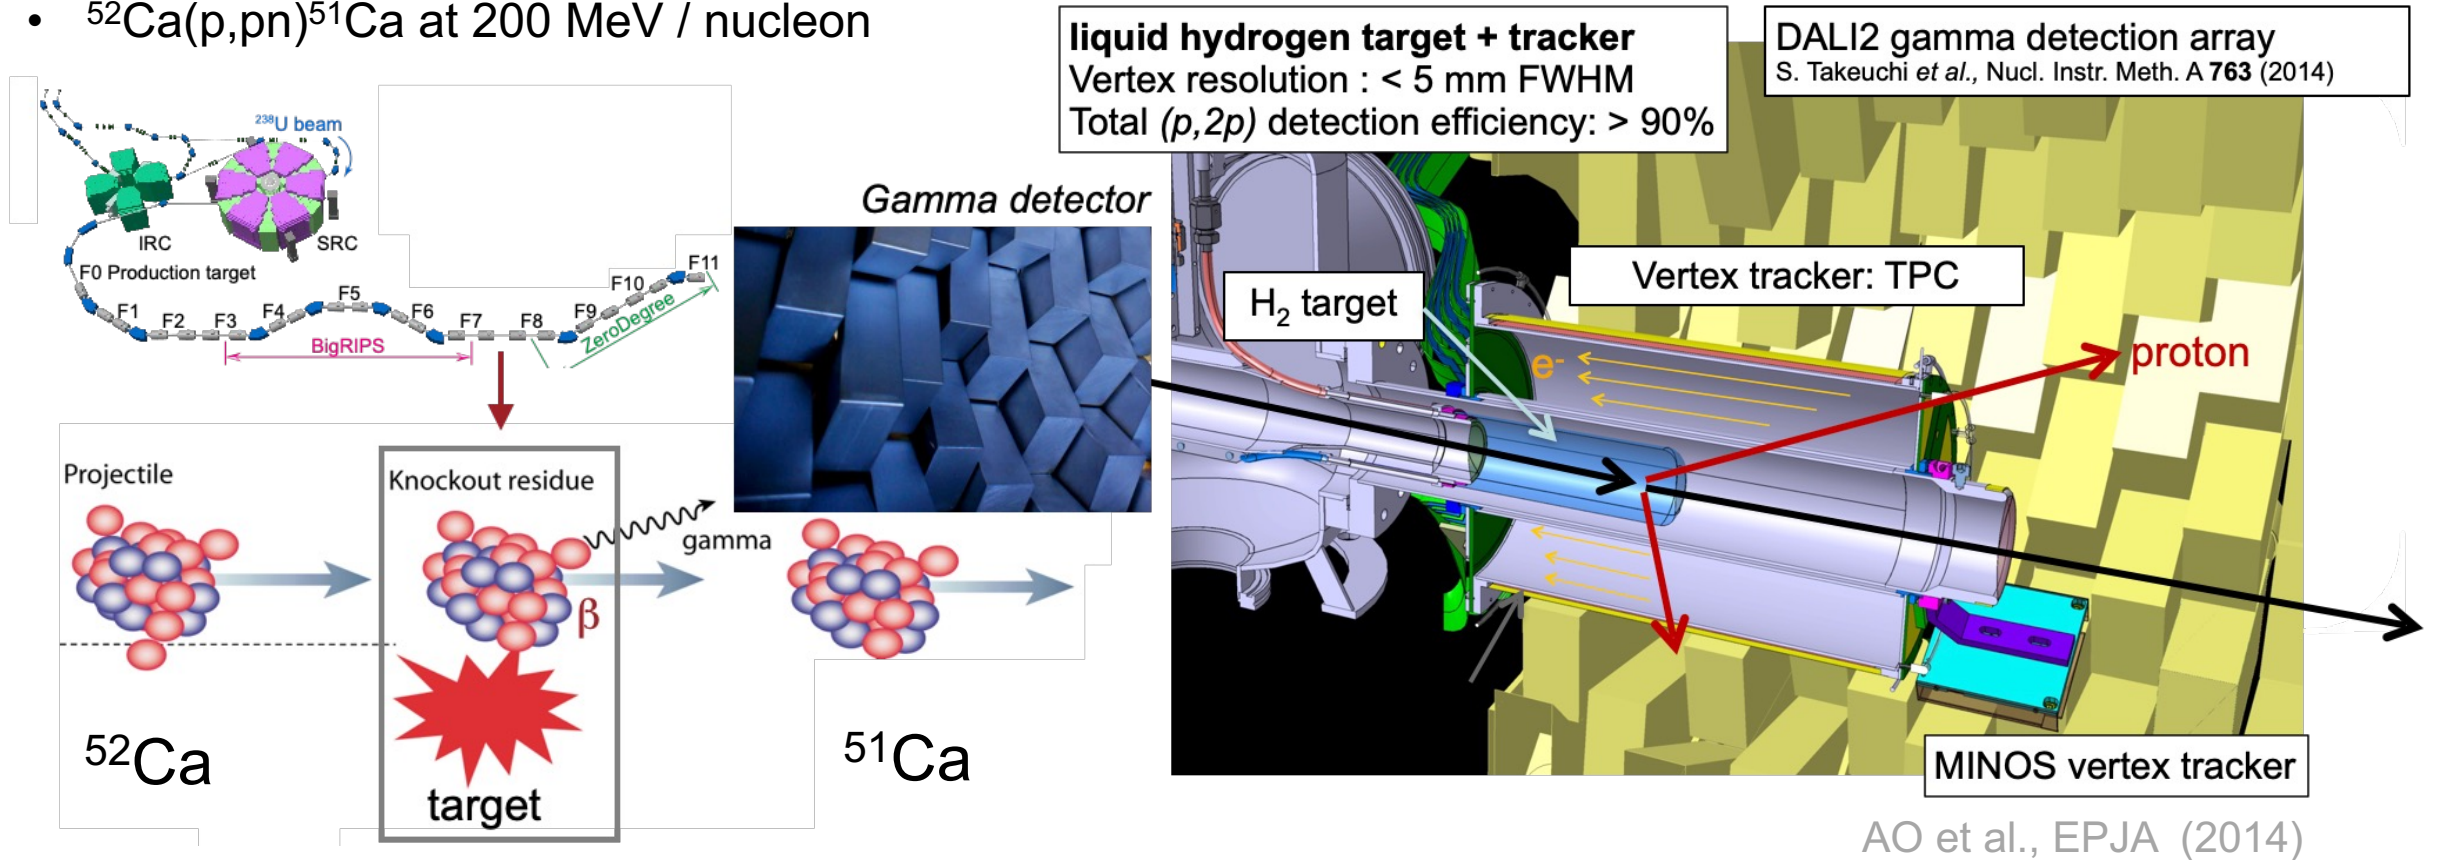 • ⁵²Ca(p,pn)⁵¹Ca at 200 MeV / nucleon
liquid hydrogen target + tracker
Vertex resolution : < 5 mm FWHM
Total (p,2p) detection efficiency: > 90%
DALI2 gamma detection array
S. Takeuchi et al., Nucl. Instr. Meth. A 763 (2014)
²³⁸U beam
IRC
SRC
F0 Production target
F1
F2
F3
F4
F5
F6
F7
F8
F9
F10
F11
BigRIPS
ZeroDegree
Gamma detector
Projectile
Knockout residue
gamma
β
⁵²Ca
target
⁵¹Ca
H₂ target
Vertex tracker: TPC
e⁻
proton
MINOS vertex tracker
AO et al., EPJA (2014)